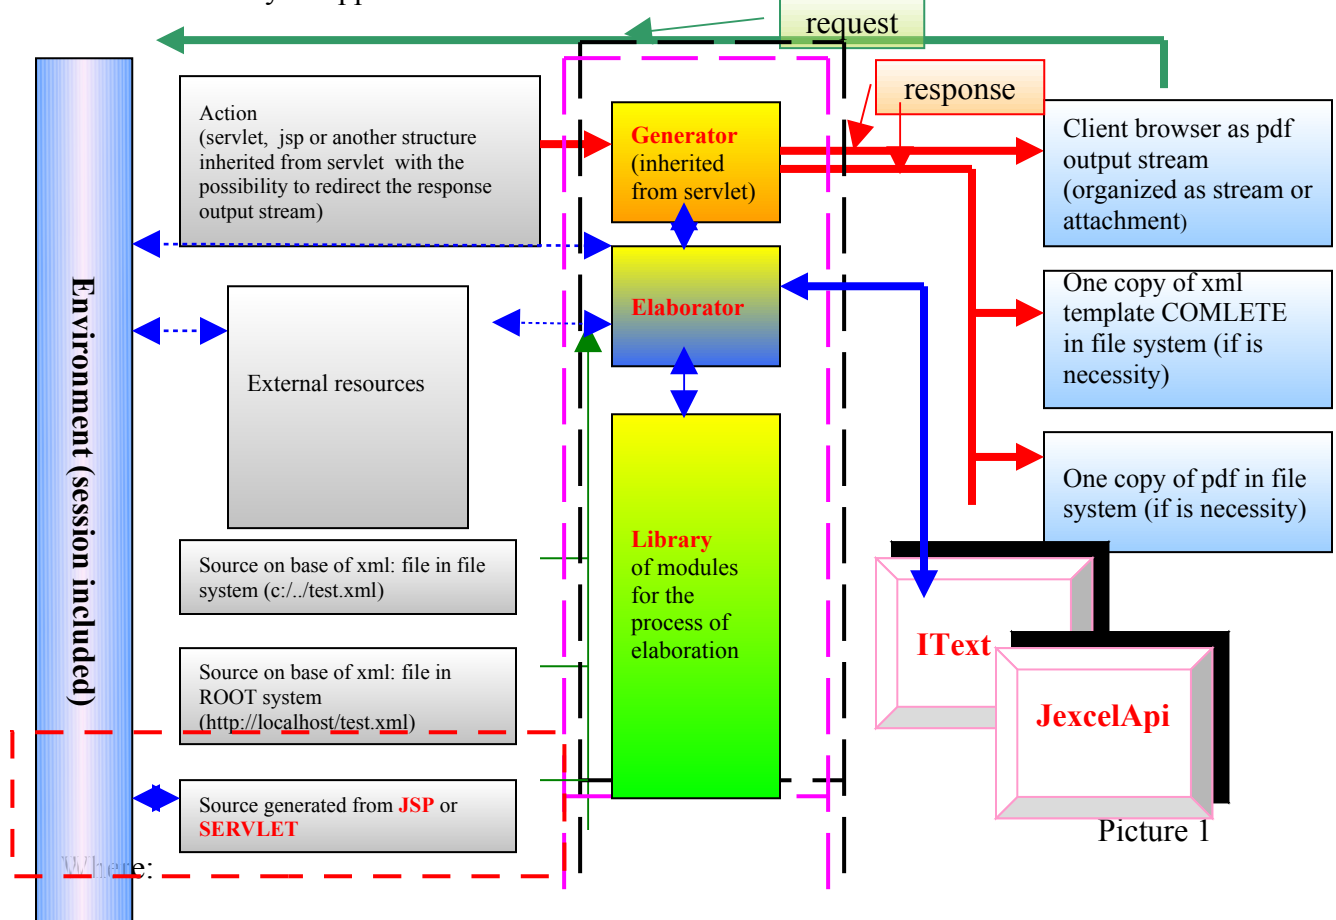 request
response
Action
(servlet, jsp or another structure
inherited from servlet with the
possibility to redirect the response
output stream)
Generator
(inherited
from servlet)
Client browser as pdf
output stream
(organized as stream or
attachment)
Environment (session included)
Elaborator
External resources
One copy of xml
template COMLETE
in file system (if is
necessity)
One copy of pdf in file
system (if is necessity)
Library
of modules
for the
process of
elaboration
Source on base of xml: file in file
system (c:/../test.xml)
Source on base of xml: file in
ROOT system
(http://localhost/test.xml)
Source generated from JSP or
SERVLET
IText
JexcelApi
Picture 1
Where: